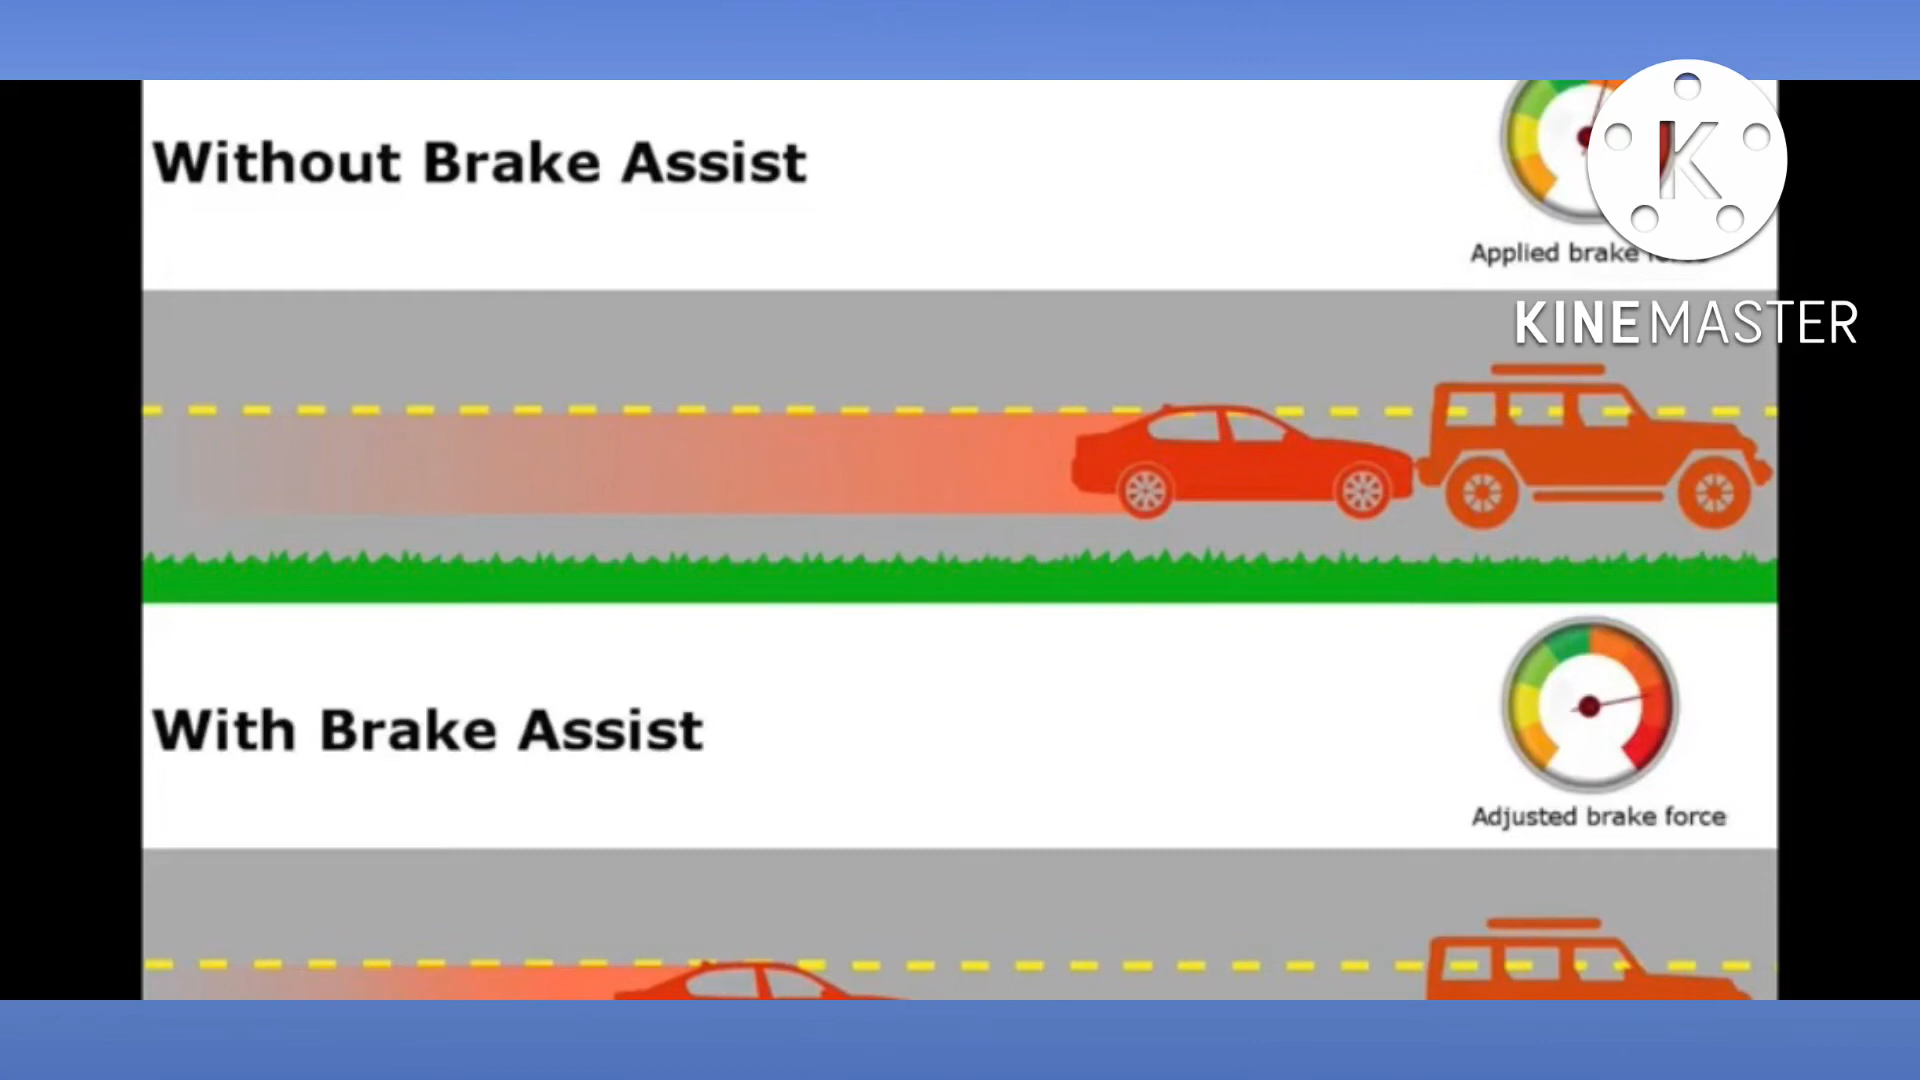 Without Brake Assist
Applied brake
KINEMASTER
With Brake Assist
Adjusted brake force